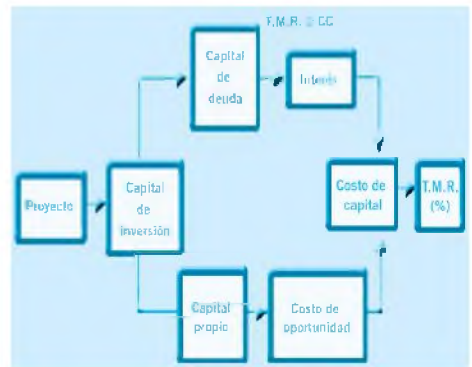 T.M.R. ≥ CC
Capital
de
deuda
Interés
Proyecto
Capital
de
inversión
Costo de
capital
T.M.R.
(%)
Capital
propio
Costo de
oportunidad